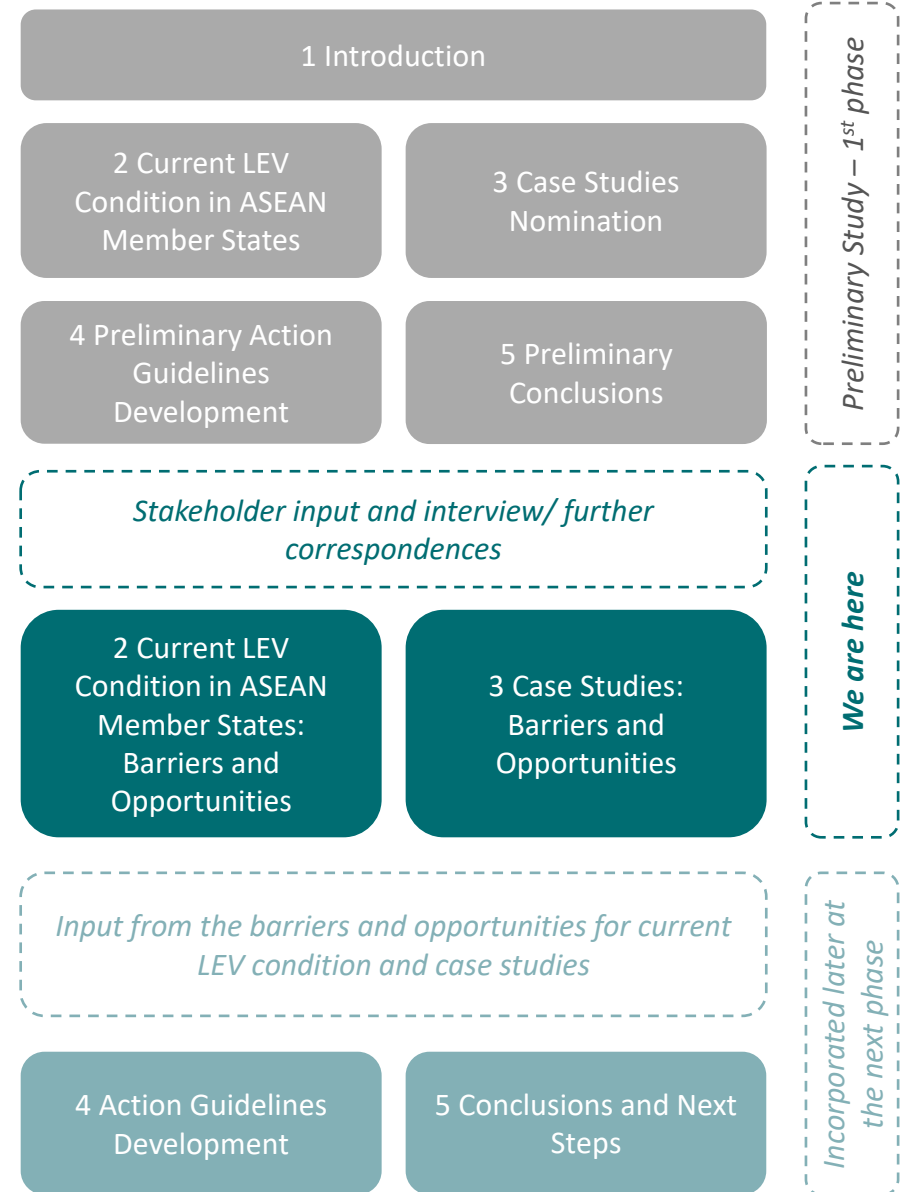 1 Introduction
2 Current LEV
Condition in ASEAN
Member States
3 Case Studies
Nomination
4 Preliminary Action
Guidelines
Development
5 Preliminary
Conclusions
Preliminary Study – 1st phase
Stakeholder input and interview/ further
correspondences
2 Current LEV
Condition in ASEAN
Member States:
Barriers and
Opportunities
3 Case Studies:
Barriers and
Opportunities
We are here
Input from the barriers and opportunities for current
LEV condition and case studies
4 Action Guidelines
Development
5 Conclusions and Next
Steps
Incorporated later at
the next phase